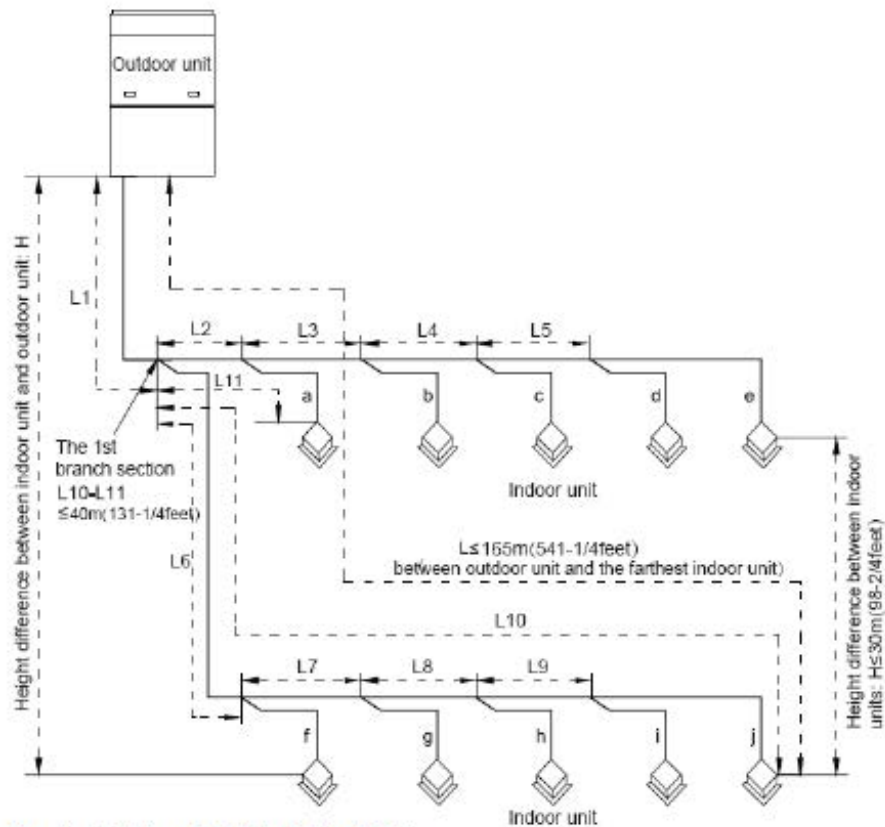 Outdoor unit
Height difference between indoor unit and outdoor unit: H
L1
L2
L3
L4
L5
L11
a
b
c
d
e
The 1st
branch section
L10-L11
≤40m(131-1/4feet)
Indoor unit
L6
L≤165m(541-1/4feet)
between outdoor unit and the farthest indoor unit)
L10
Height difference between indoor
units: H≤30m(98-2/4feet)
L7
L8
L9
f
g
h
i
j
Indoor unit